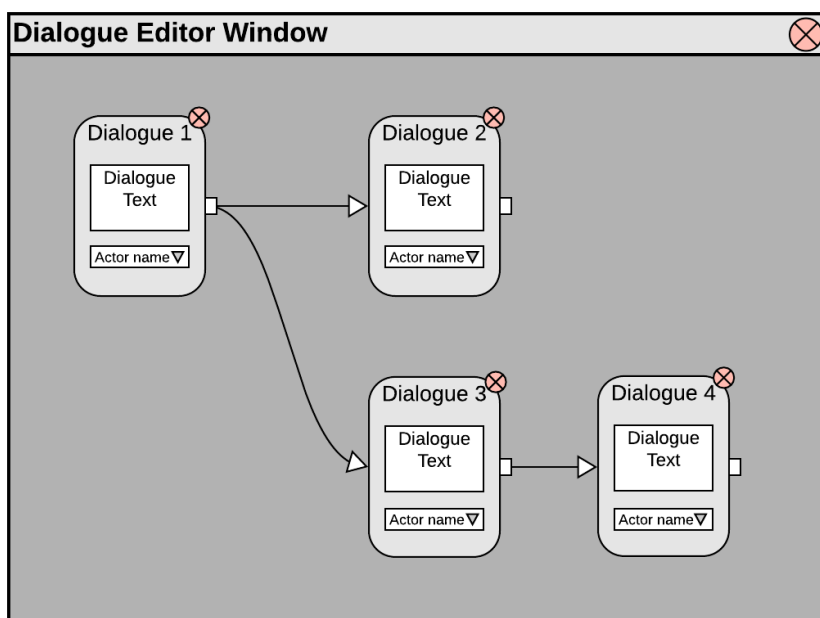 Dialogue Editor Window
Dialogue 1
Dialogue
Text
Actor name
Dialogue 2
Dialogue
Text
Actor name
Dialogue 3
Dialogue
Text
Actor name
Dialogue 4
Dialogue
Text
Actor name